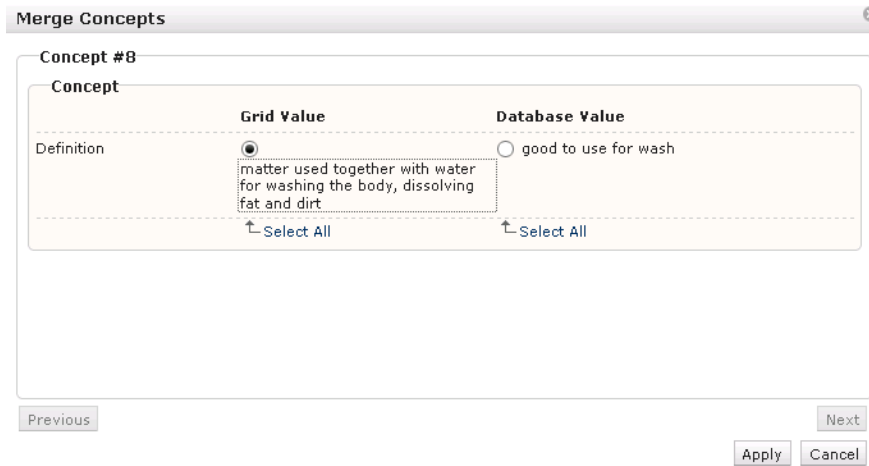 Merge Concepts
Concept #8
Concept
Grid Value Database Value
Definition
good to use for wash
matter used together with water
for washing the body, dissolving
fat and dirt
Select All Select All
Previous Next
Apply Cancel